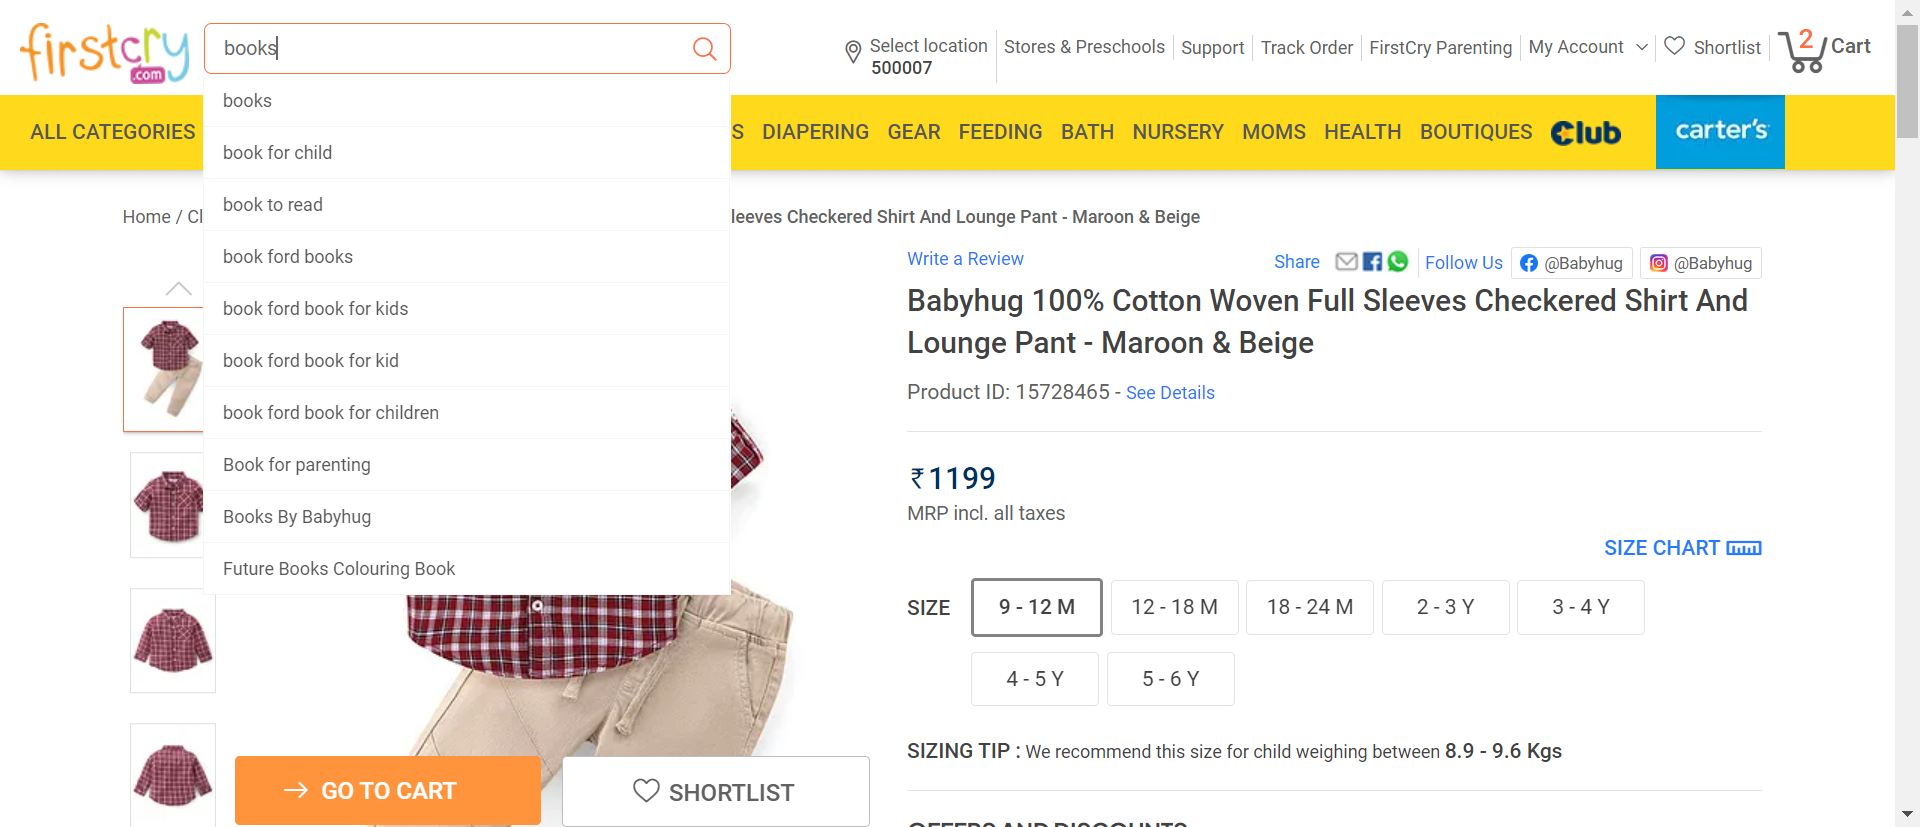 firstcry
.com
books
Select location
500007
Stores & Preschools
Support
Track Order
FirstCry Parenting
My Account
Shortlist
2
Cart
books
book for child
book to read
book ford books
book ford book for kids
book ford book for kid
book ford book for children
Book for parenting
Books By Babyhug
Future Books Colouring Book
ALL CATEGORIES
S
DIAPERING
GEAR
FEEDING
BATH
NURSERY
MOMS
HEALTH
BOUTIQUES
Club
carter's
Home / Cl
leeves Checkered Shirt And Lounge Pant - Maroon & Beige
Write a Review
Share
Follow Us
@Babyhug
@Babyhug
Babyhug 100% Cotton Woven Full Sleeves Checkered Shirt And
Lounge Pant - Maroon & Beige
Product ID: 15728465 - See Details
₹1199
MRP incl. all taxes
SIZE CHART
SIZE
9 - 12 M
12 - 18 M
18 - 24 M
2 - 3 Y
3 - 4 Y
4 - 5 Y
5 - 6 Y
SIZING TIP : We recommend this size for child weighing between 8.9 - 9.6 Kgs
GO TO CART
SHORTLIST
OFFERS AND DISCOUNTS